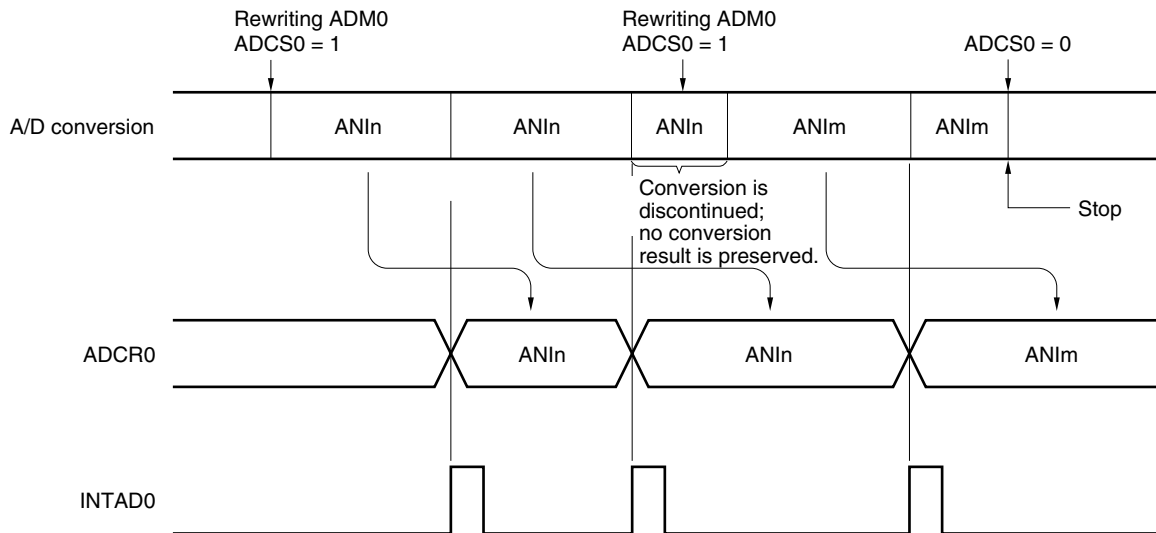 Rewriting ADM0
ADCS0 = 1
Rewriting ADM0
ADCS0 = 1
ADCS0 = 0
A/D conversion
ANIn
ANIn
ANIn
ANIm
ANIm
Conversion is
discontinued;
no conversion
result is preserved.
Stop
ADCR0
ANIn
ANIn
ANIm
INTAD0